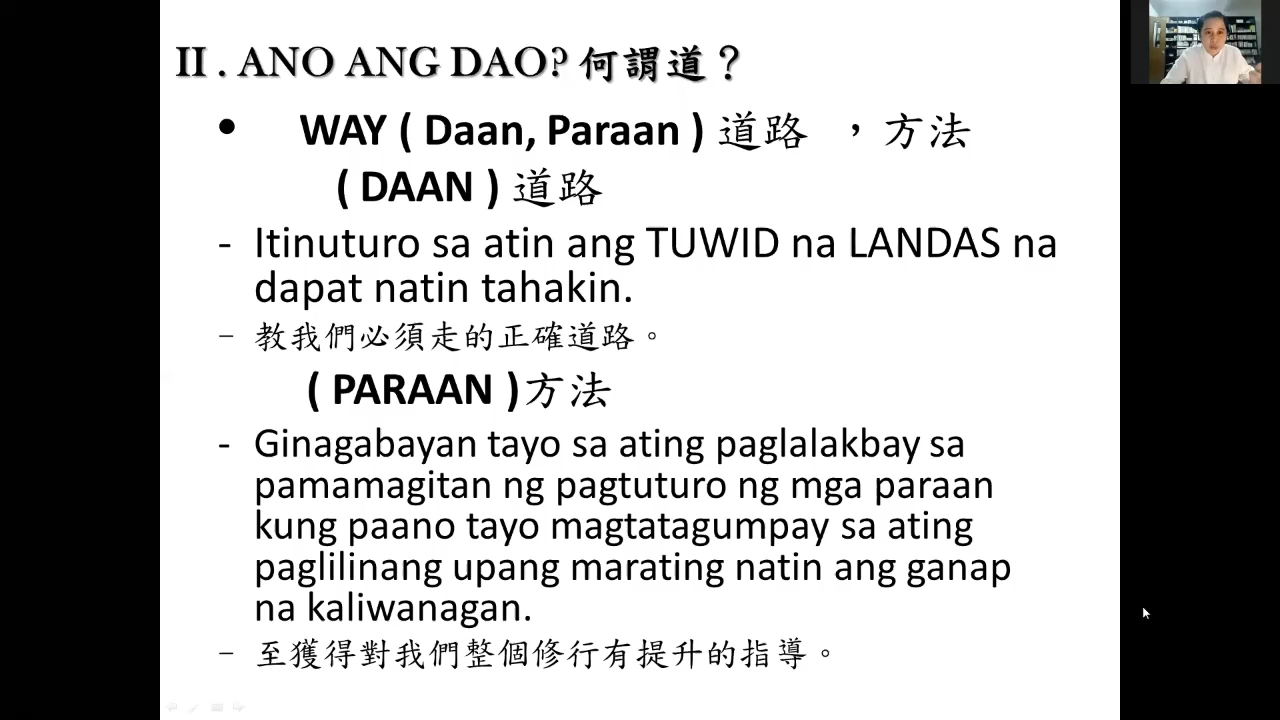 II . ANO ANG DAO? 何謂道？
• WAY ( Daan, Paraan ) 道路 ，方法
( DAAN ) 道路
- Itinuturo sa atin ang TUWID na LANDAS na
dapat natin tahakin.
- 教我們必須走的正確道路。
( PARAAN )方法
- Ginagabayan tayo sa ating paglalakbay sa
pamamagitan ng pagtuturo ng mga paraan
kung paano tayo magtatagumpay sa ating
paglilinang upang marating natin ang ganap
na kaliwanagan.
- 至獲得對我們整個修行有提升的指導。